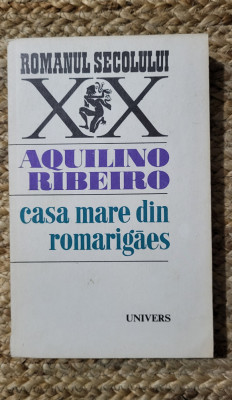 ROMANUL SECOLULUI
XX
AQUILINO
RIBEIRO
casa mare din
romarigães
UNIVERS